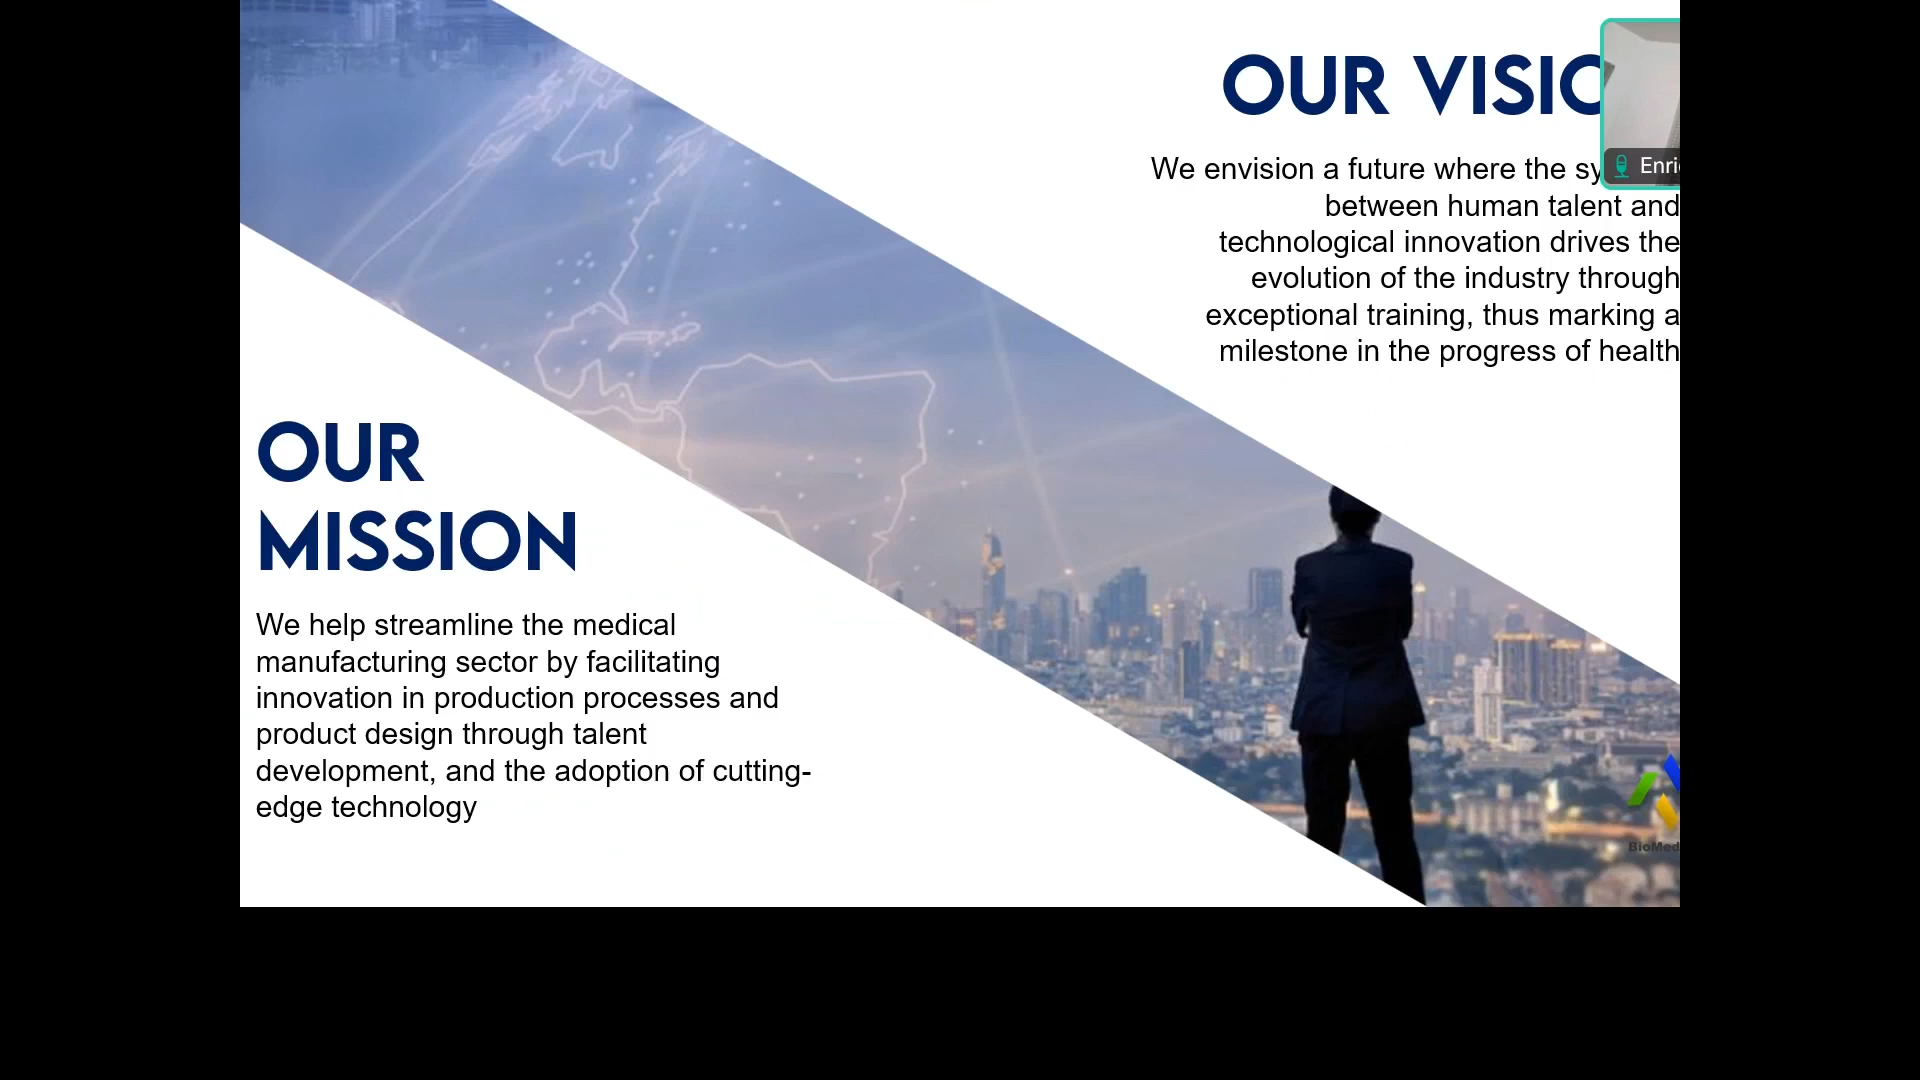 OUR
MISSION
We help streamline the medical
manufacturing sector by facilitating
innovation in production processes and
product design through talent
development, and the adoption of cutting-
edge technology
OUR
We envision a future where the
between human talent and
technological innovation drives the
evolution of the industry through
exceptional training, thus marking a
milestone in the progress of health
BioMed